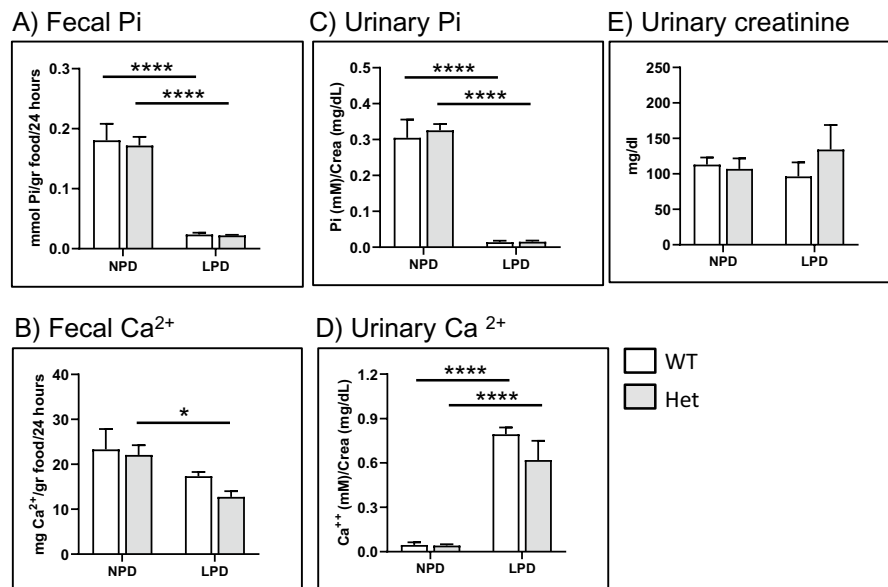 A) Fecal Pi
mmol Pi/gr food/24 hours
0.3
0.2
0.1
0.0
****
****
NPD
LPD
C) Urinary Pi
Pi (mM)/Crea (mg/dL)
0.5
0.4
0.3
0.2
0.1
0.0
****
****
NPD
LPD
E) Urinary creatinine
mg/dl
250
200
150
100
50
0
NPD
LPD
B) Fecal Ca²⁺
mg Ca²⁺/gr food/24 hours
40
30
20
10
0
*
NPD
LPD
D) Urinary Ca ²⁺
Ca⁺⁺ (mM)/Crea (mg/dL)
1.2
0.9
0.6
0.3
0.0
****
****
NPD
LPD
WT
Het